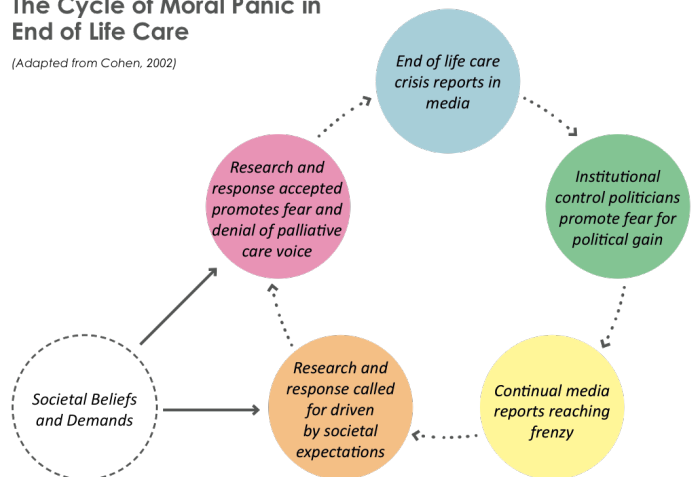 The Cycle of Moral Panic in
End of Life Care
(Adapted from Cohen, 2002)
End of life care
crisis reports in
media
Institutional
control politicians
promote fear for
political gain
Continual media
reports reaching
frenzy
Research and
response called
for driven
by societal
expectations
Research and
response accepted
promotes fear and
denial of palliative
care voice
Societal Beliefs
and Demands